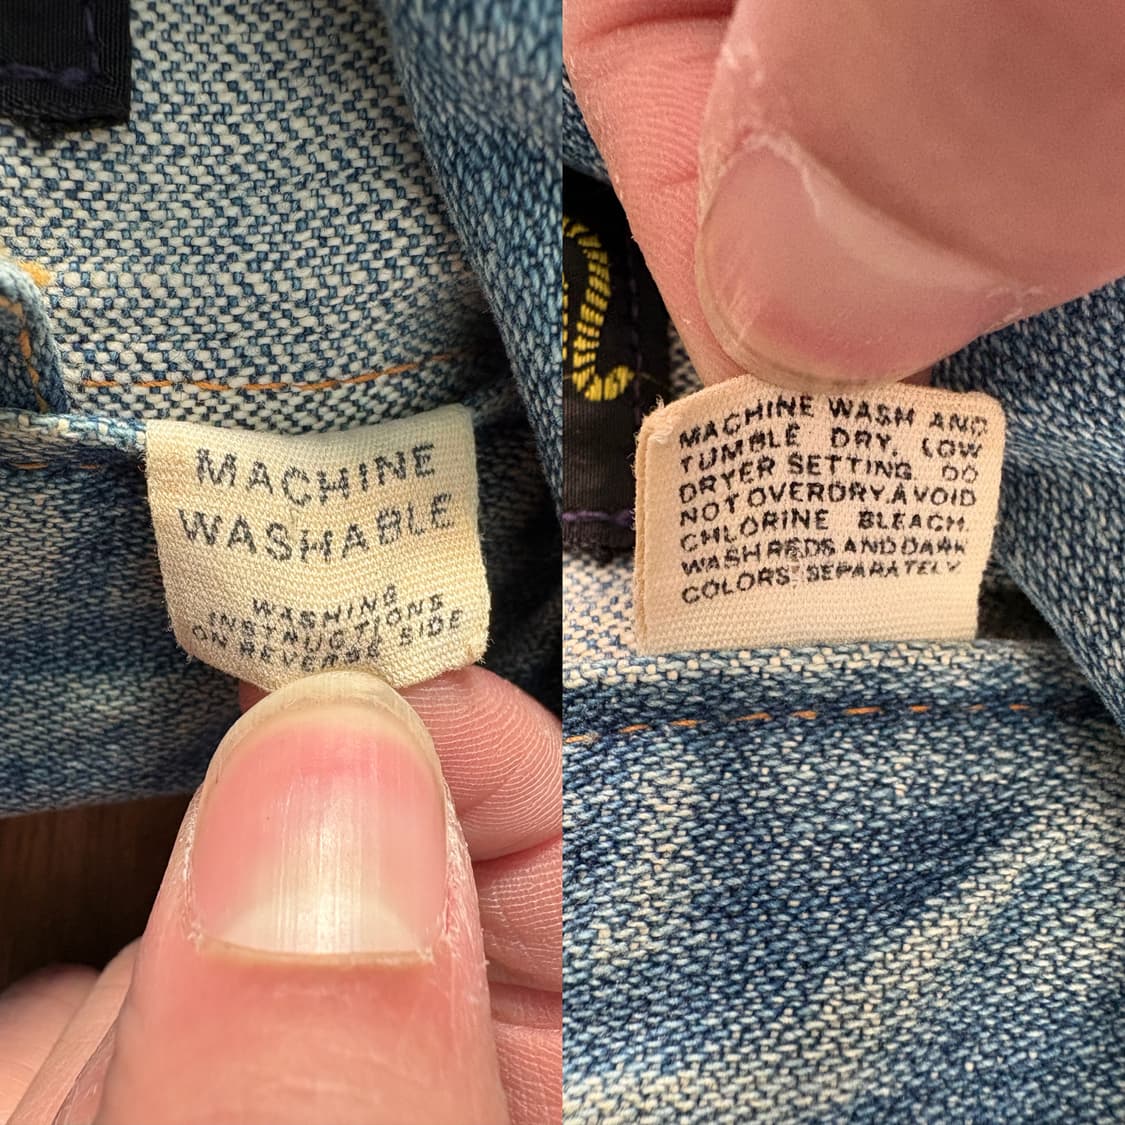 MACHINE
WASHABLE
WASHING
INSTRUCTIONS
ON REVERSE SIDE
MACHINE WASH AND
TUMBLE DRY, LOW
DRYER SETTING. DO
NOT OVERDRY. AVOID
CHLORINE BLEACH.
WASH REDS AND DARK
COLORS SEPARATELY